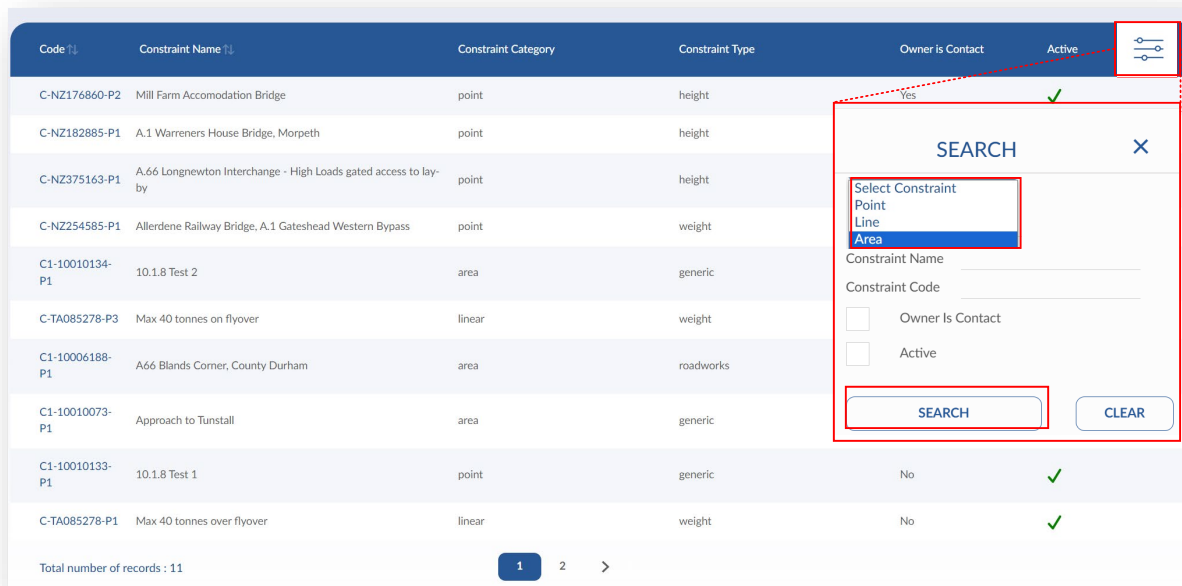 Code Constraint Name Constraint Category Constraint Type Owner is Contact Active
C-NZ176860-P2 Mill Farm Accomodation Bridge point height Yes
C-NZ182885-P1 A.1 Warreners House Bridge, Morpeth point height
C-NZ375163-P1 A.66 Longnewton Interchange - High Loads gated access to lay-
by point height
C-NZ254585-P1 Allerdene Railway Bridge, A.1 Gateshead Western Bypass point weight
C1-10010134-
P1 10.1.8 Test 2 area generic
C-TA085278-P3 Max 40 tonnes on flyover linear weight
C1-10006188-
P1 A66 Blands Corner, County Durham area roadworks
C1-10010073-
P1 Approach to Tunstall area generic
C1-10010133-
P1 10.1.8 Test 1 point generic No
C-TA085278-P1 Max 40 tonnes over flyover linear weight No
Total number of records : 11 1 2
SEARCH
Select Constraint
Point
Line
Area
Constraint Name
Constraint Code
Owner Is Contact
Active
SEARCH CLEAR